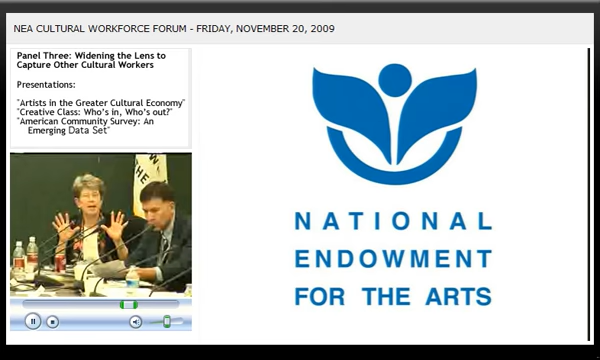 NEA CULTURAL WORKFORCE FORUM - FRIDAY, NOVEMBER 20, 2009
Panel Three: Widening the Lens to
Capture Other Cultural Workers
Presentations:
"Artists in the Greater Cultural Economy"
"Creative Class: Who's in, Who's out?"
"American Community Survey: An
Emerging Data Set"
NATIONAL
ENDOWMENT
FOR THE ARTS